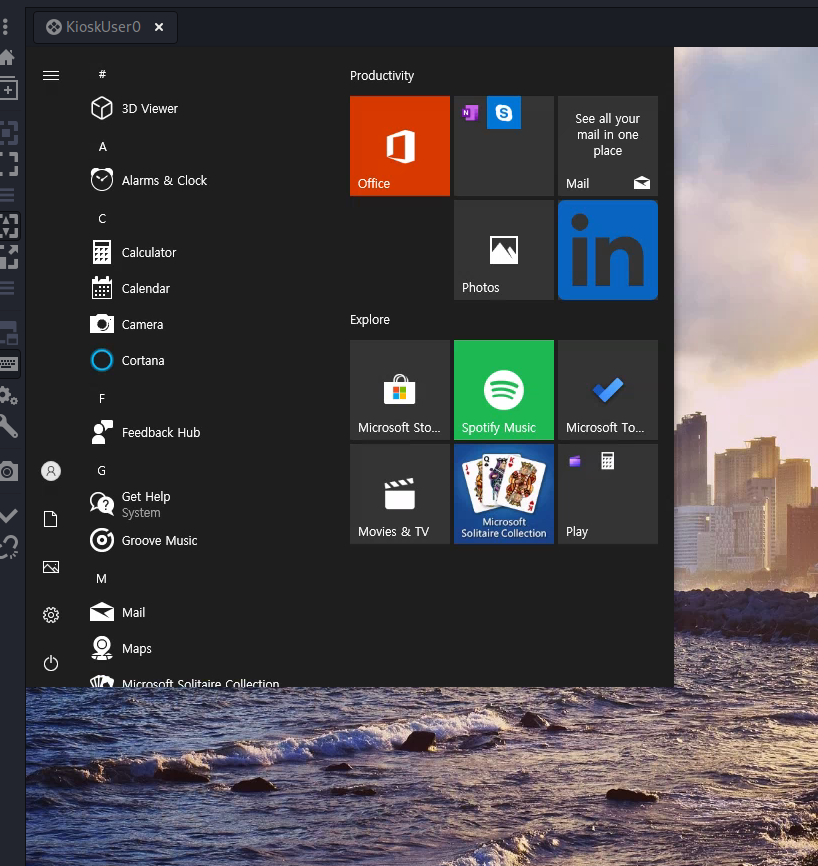 KioskUser0
#
3D Viewer
A
Alarms & Clock
C
Calculator
Calendar
Camera
Cortana
F
Feedback Hub
G
Get Help
System
Groove Music
M
Mail
Maps
Microsoft Solitaire Collection
Productivity
Office
See all your
mail in one
place
Mail
Photos
in
Explore
Microsoft Sto...
Spotify Music
Microsoft To...
Movies & TV
Microsoft
Solitaire Collection
Play